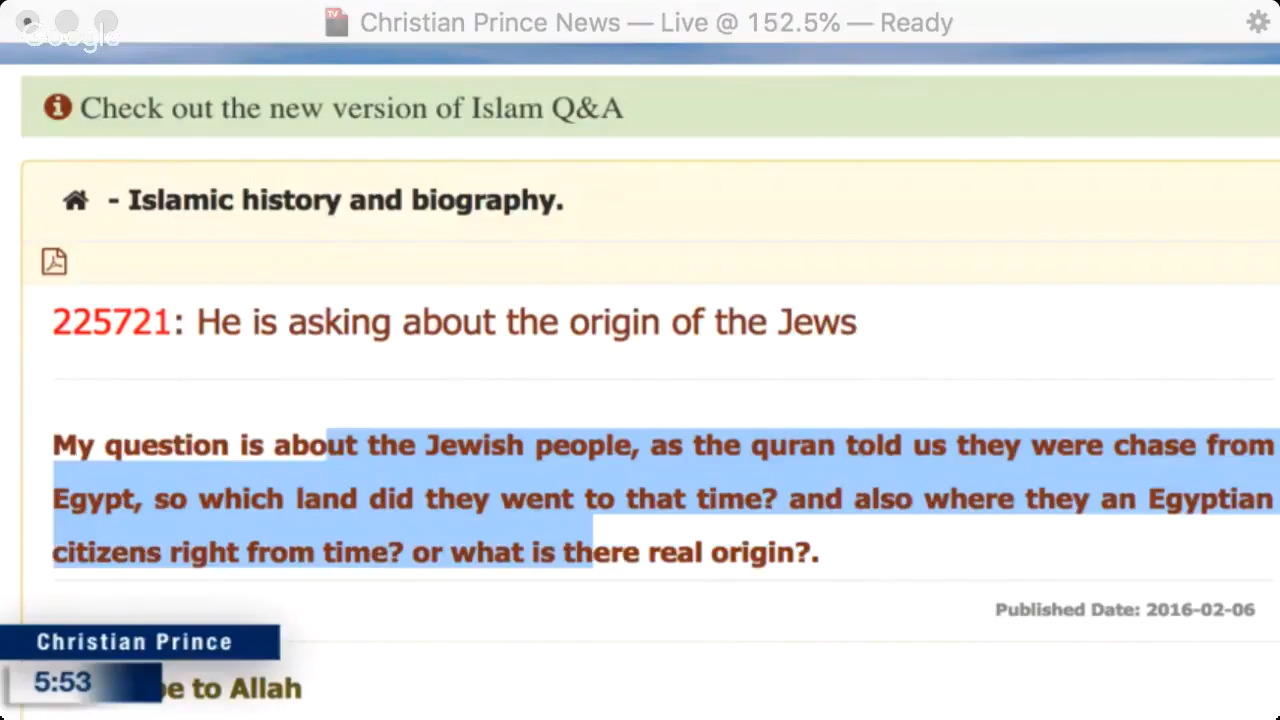 Christian Prince News — Live @ 152.5% — Ready
Google
Check out the new version of Islam Q&A
- Islamic history and biography.
225721: He is asking about the origin of the Jews
My question is about the Jewish people, as the quran told us they were chase from
Egypt, so which land did they went to that time? and also where they an Egyptian
citizens right from time? or what is there real origin?.
Published Date: 2016-02-06
Christian Prince
5:53
to Allah